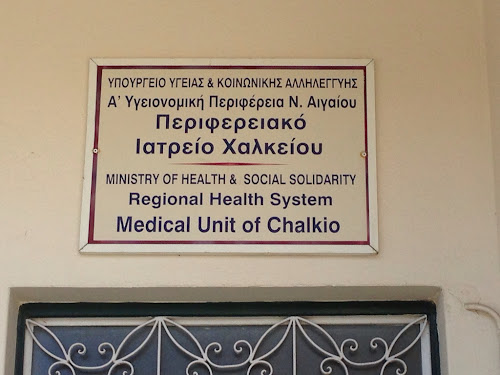 ΥΠΟΥΡΓΕΙΟ ΥΓΕΙΑΣ & ΚΟΙΝΩΝΙΚΗΣ ΑΛΛΗΛΕΓΓΥΗΣ
Α' Υγειονομική Περιφέρεια Ν. Αιγαίου
Περιφερειακό
Ιατρείο Χαλκείου
MINISTRY OF HEALTH & SOCIAL SOLIDARITY
Regional Health System
Medical Unit of Chalkio